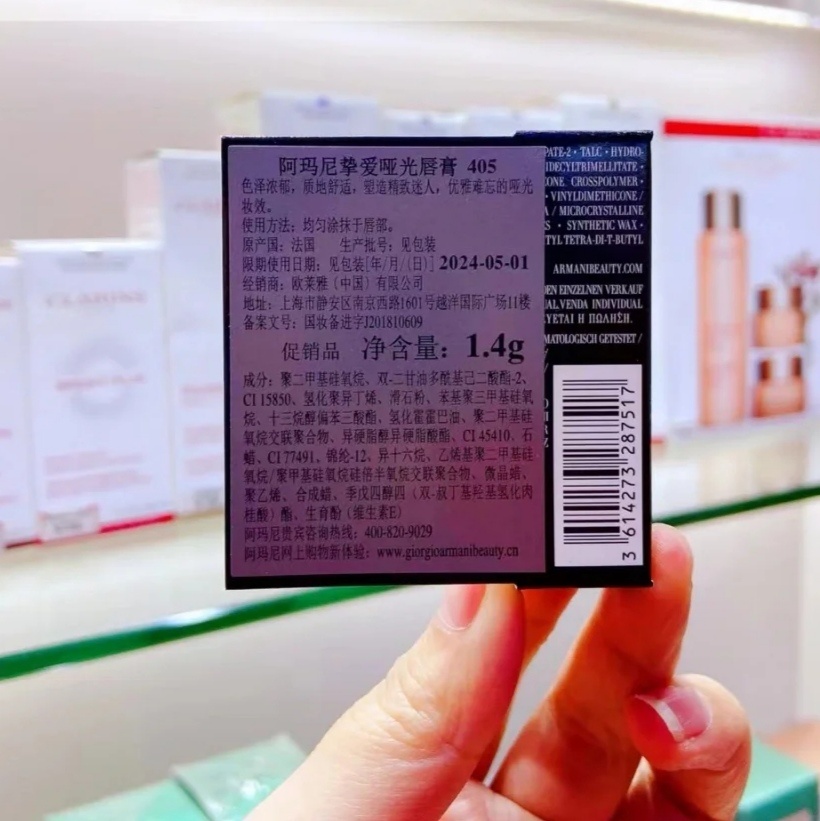 阿玛尼挚爱哑光唇膏 405
色泽浓郁，质地舒适，塑造精致迷人，优雅难忘的哑光
妆效。
使用方法：均匀涂抹于唇部。
原产国：法国 生产批号：见包装
限期使用日期：见包装[年/月/(日)] 2024-05-01
经销商：欧莱雅（中国）有限公司
地址：上海市静安区南京西路1601号越洋国际广场11楼
备案文号：国妆备进字J201810609
促销品 净含量：1.4g
成分：聚二甲基硅氧烷、双-二甘油多酰基己二酸酯-2、
CI 15850、氢化聚异丁烯、滑石粉、苯基聚三甲基硅氧
烷、十三烷醇偏苯三酸酯、氢化霍霍巴油、聚二甲基硅
氧烷交联聚合物、异硬脂醇异硬脂酸酯、CI 45410、石
蜡、CI 77491、锦纶-12、异十六烷、乙烯基聚二甲基硅
氧烷/聚甲基硅氧烷硅倍半氧烷交联聚合物、微晶蜡、
聚乙烯、合成蜡、季戊四醇四（双-叔丁基羟基氢化肉
桂酸）酯、生育酚（维生素E）
阿玛尼贵宾咨询热线：400-820-9029
阿玛尼网上购物新体验：www.giorgioarmanibeauty.cn
PATE-2 • TALC • HYDRO-
IDECYLTRIMELLITATE •
CONE CROSSPOLYMER •
• VINYLDIMETHICONE /
A / MICROCRYSTALLINE
S • SYNTHETIC WAX •
TYL TETRA-DI-T-BUTYL
ARMANIBEAUTY.COM
DEN EINZELNEN VERKAUF
AL.VENDA INDIVIDUAL
ΥΕΤΑΙ Η ΠΩΛΗΣΗ.
MATOLOGISCH GETESTET /
3 614273 287517
CLARINS